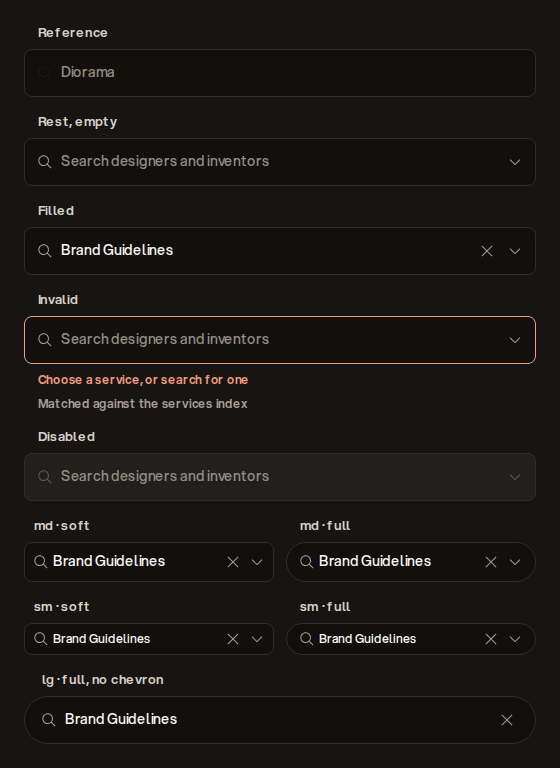 Reference
Diorama
Rest, empty
Search designers and inventors
Filled
Brand Guidelines
Invalid
Search designers and inventors
Choose a service, or search for one
Matched against the services index
Disabled
Search designers and inventors
md · soft
md · full
Brand Guidelines
Brand Guidelines
sm · soft
sm · full
Brand Guidelines
Brand Guidelines
lg · full, no chevron
Brand Guidelines